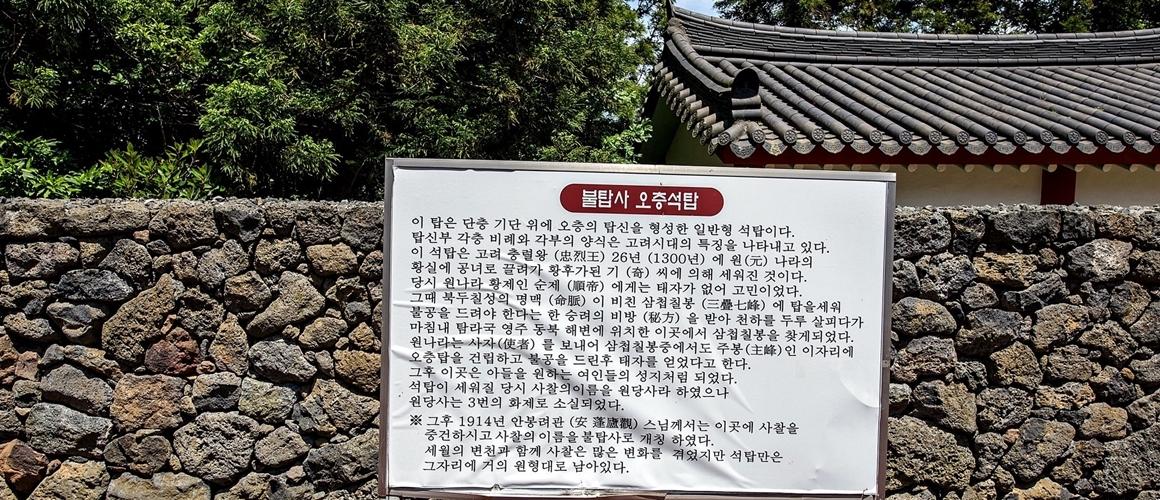 불탑사 오층석탑
이 탑은 단층 기단 위에 오층의 탑신을 형성한 일반형 석탑이다.
탑신부 각층 비례와 각부의 양식은 고려시대의 특징을 나타내고 있다.
이 석탑은 고려 충렬왕 (忠烈王) 26년 (1300년) 에 원(元) 나라의
황실에 공녀로 끌려가 황후가된 기 (奇) 씨에 의해 세워진 것이다.
당시 원나라 황제인 순제 (順帝) 에게는 태자가 없어 고민이었다.
그때 북두칠성의 명맥 (命脈) 이 비친 삼첩칠봉 (三疊七峰) 에 탑을세워
불공을 드려야 한다는 한 승려의 비방 (秘方) 을 받아 천하를 두루 살피다가
마침내 탐라국 영주 동북 해변에 위치한 이곳에서 삼첩칠봉을 찾게되었다.
원나라는 사자(使者) 를 보내어 삼첩칠봉중에서도 주봉(主峰)인 이자리에
오층탑을 건립하고 불공을 드린후 태자를 얻었다고 한다.
그후 이곳은 아들을 원하는 여인들의 성지처럼 되었다.
석탑이 세워질 당시 사찰의이름을 원당사라 하였으나
원당사는 3번의 화제로 소실되었다.
※ 그후 1914년 안봉려관 (安 蓬廬觀) 스님께서는 이곳에 사찰을
중건하시고 사찰의이름을 불탑사로 개칭 하였다.
세월의 변천과 함께 사찰은 많은 변화를 겪었지만 석탑만은
그자리에 거의 원형대로 남아있다.